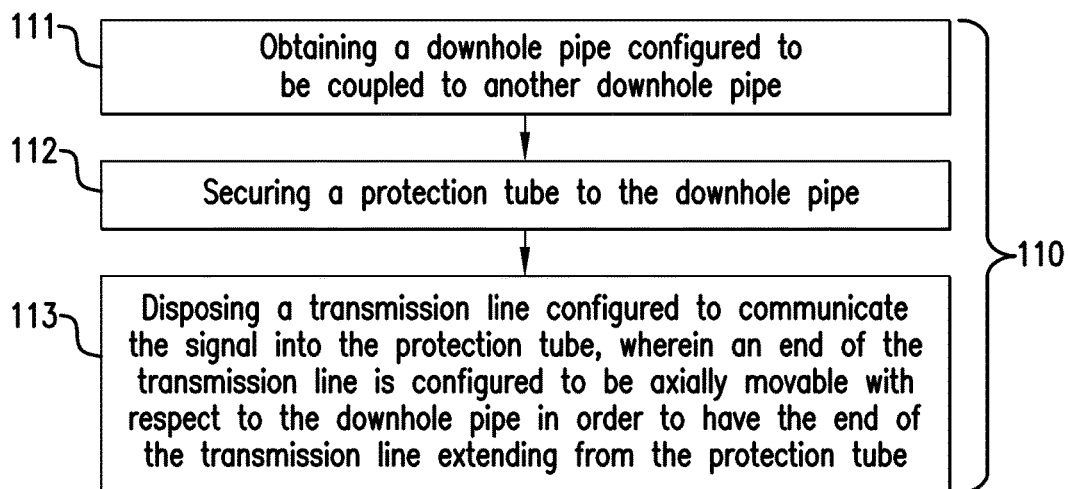 111
Obtaining a downhole pipe configured to
be coupled to another downhole pipe
112
Securing a protection tube to the downhole pipe
110
113
Disposing a transmission line configured to communicate
the signal into the protection tube, wherein an end of the
transmission line is configured to be axially movable with
respect to the downhole pipe in order to have the end of
the transmission line extending from the protection tube